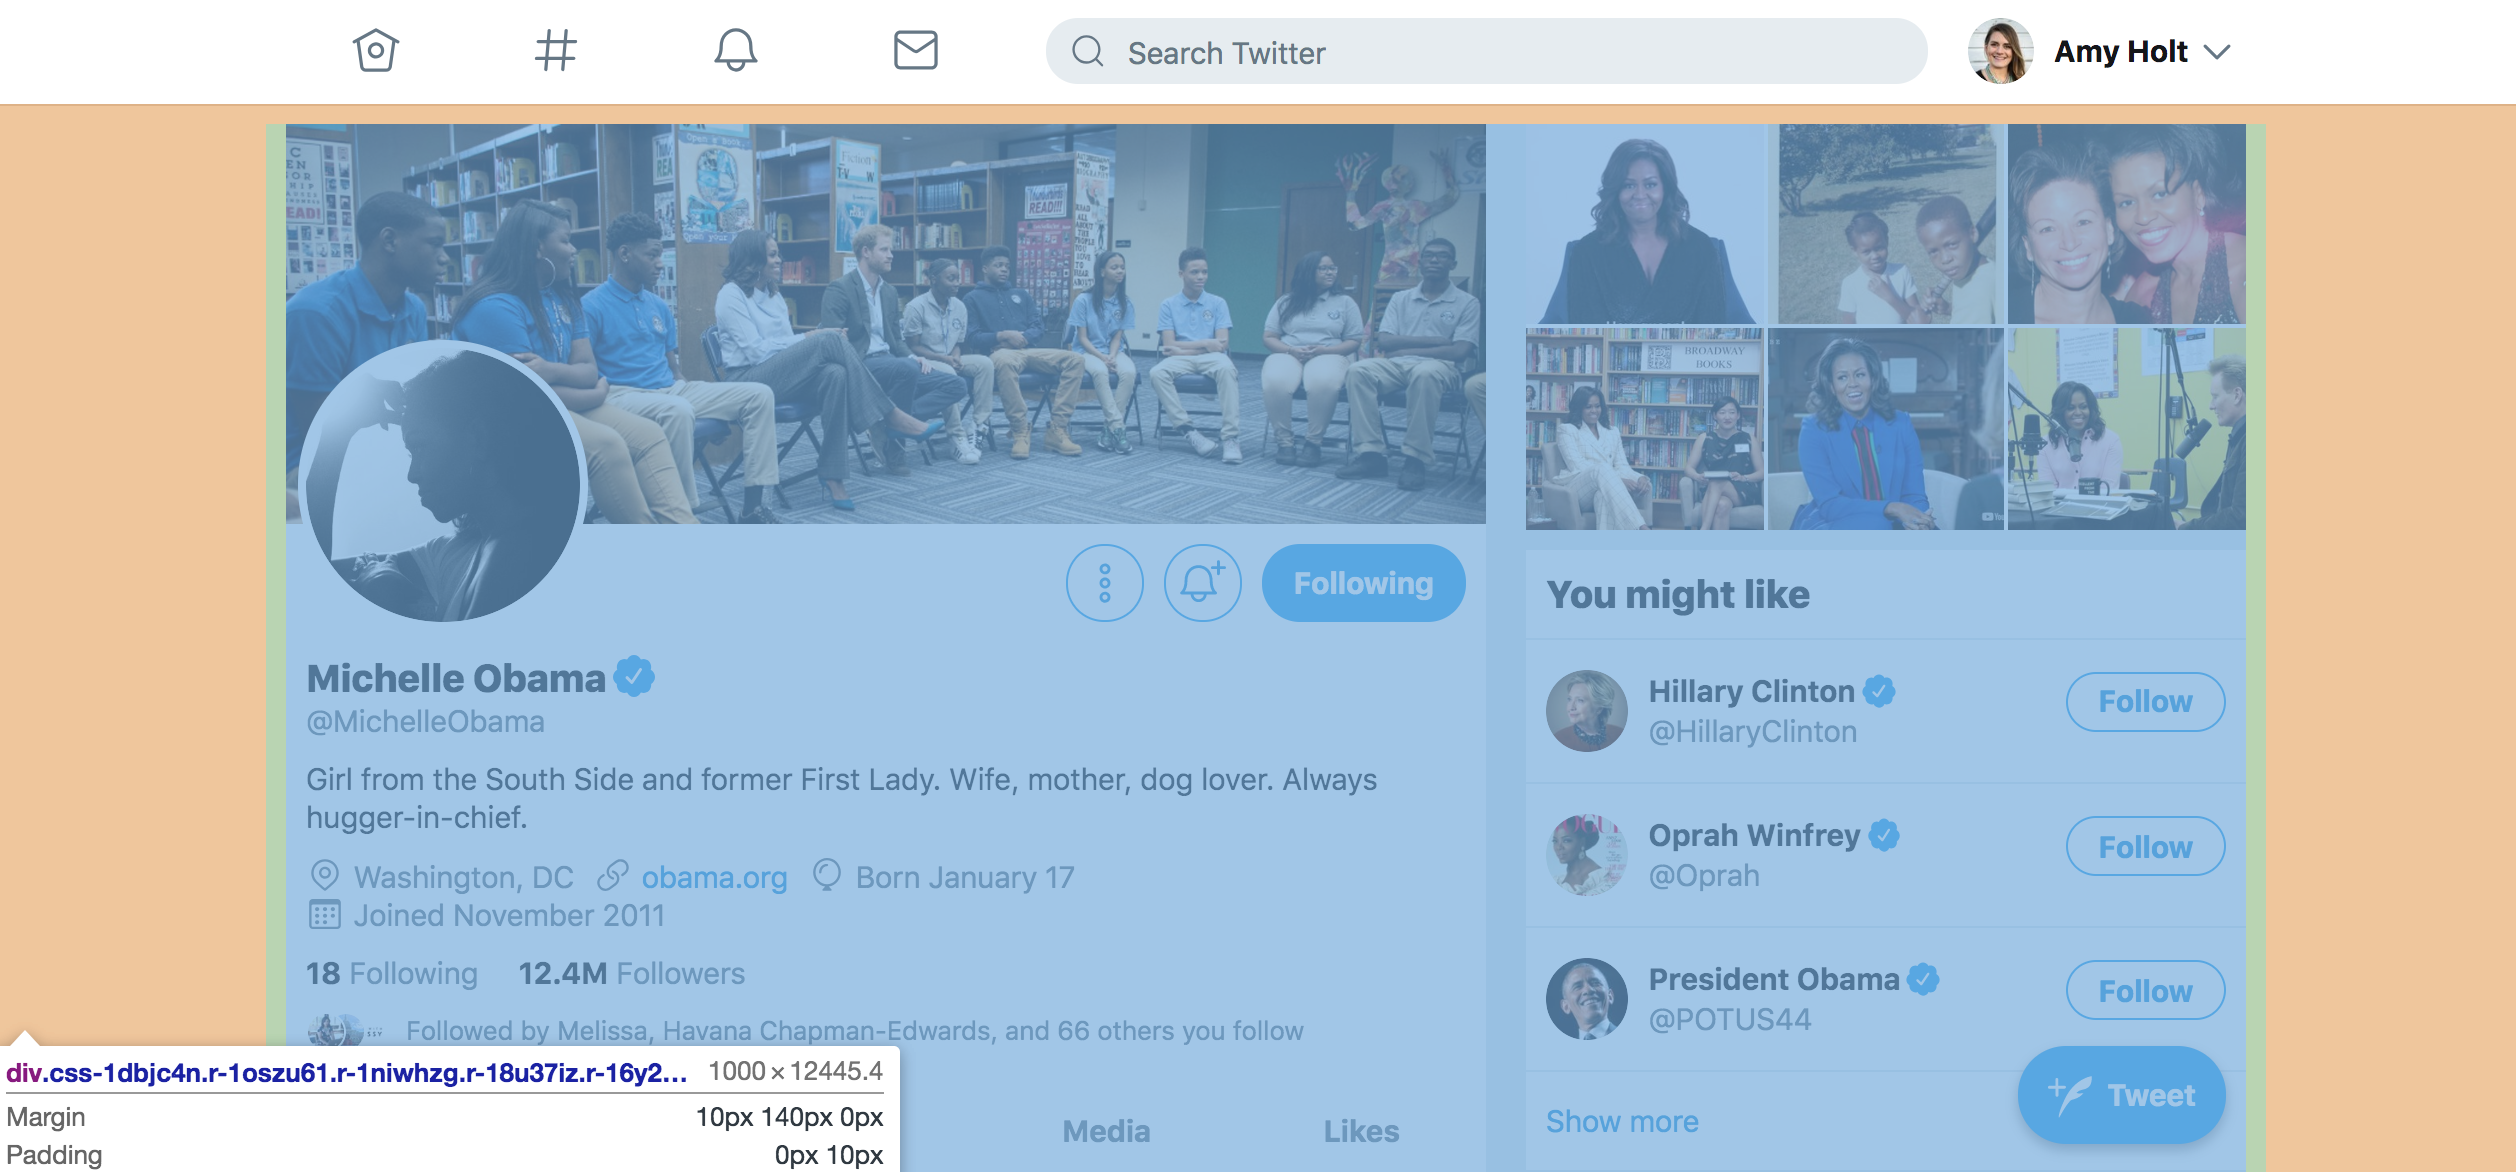 Search Twitter
Amy Holt
Fiction
T-V W
READ!!!
BROADWAY
BOOKS
Following
You might like
Michelle Obama
@MichelleObama
Girl from the South Side and former First Lady. Wife, mother, dog lover. Always
hugger-in-chief.
Washington, DC obama.org Born January 17
Joined November 2011
18 Following 12.4M Followers
Followed by Melissa, Havana Chapman-Edwards, and 66 others you follow
Media Likes
Hillary Clinton
@HillaryClinton
Follow
Oprah Winfrey
@Oprah
Follow
President Obama
@POTUS44
Follow
Show more
Tweet
div.css-1dbjc4n.r-1oszu61.r-1niwhzg.r-18u37iz.r-16y2... 1000 × 12445.4
Margin 10px 140px 0px
Padding 0px 10px